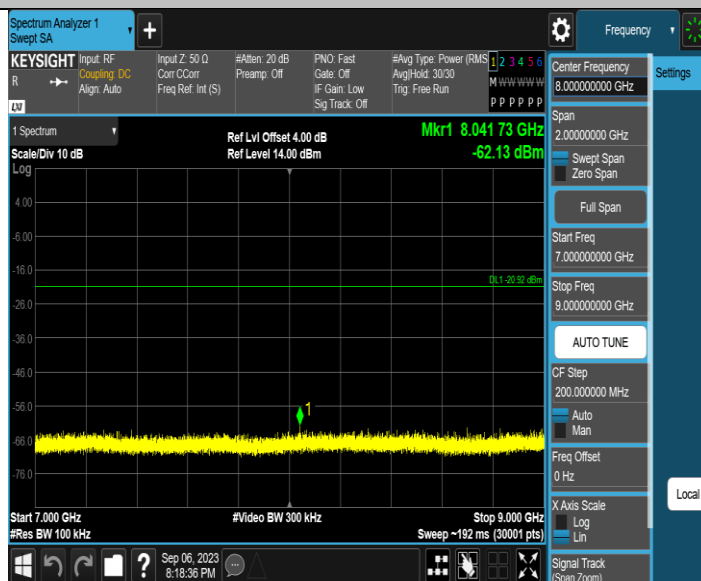 Spectrum Analyzer 1
Swept SA
+
Frequency
KEYSIGHT
R
LXI
Input: RF
Coupling: DC
Align: Auto
Input Z: 50 Ω
Corr CCorr
Freq Ref: Int (S)
#Atten: 20 dB
Preamp: Off
PNO: Fast
Gate: Off
IF Gain: Low
Sig Track: Off
#Avg Type: Power (RMS
Avg|Hold: 30/30
Trig: Free Run
1 2 3 4 5 6
M W W W W W
P P P P P P
1 Spectrum
Scale/Div 10 dB
Log
Ref Lvl Offset 4.00 dB
Ref Level 14.00 dBm
Mkr1 8.041 73 GHz
-62.13 dBm
4.00
-6.00
-16.0
DL1 -20.92 dBm
-26.0
-36.0
-46.0
-56.0
1
-66.0
-76.0
Start 7.000 GHz
#Res BW 100 kHz
#Video BW 300 kHz
Stop 9.000 GHz
Sweep ~192 ms (30001 pts)
?
Sep 06, 2023
8:18:36 PM
Center Frequency
8.000000000 GHz
Span
2.00000000 GHz
Swept Span
Zero Span
Full Span
Start Freq
7.000000000 GHz
Stop Freq
9.000000000 GHz
AUTO TUNE
CF Step
200.000000 MHz
Auto
Man
Freq Offset
0 Hz
X Axis Scale
Log
Lin
Signal Track
(Span Zoom)
Settings
Local